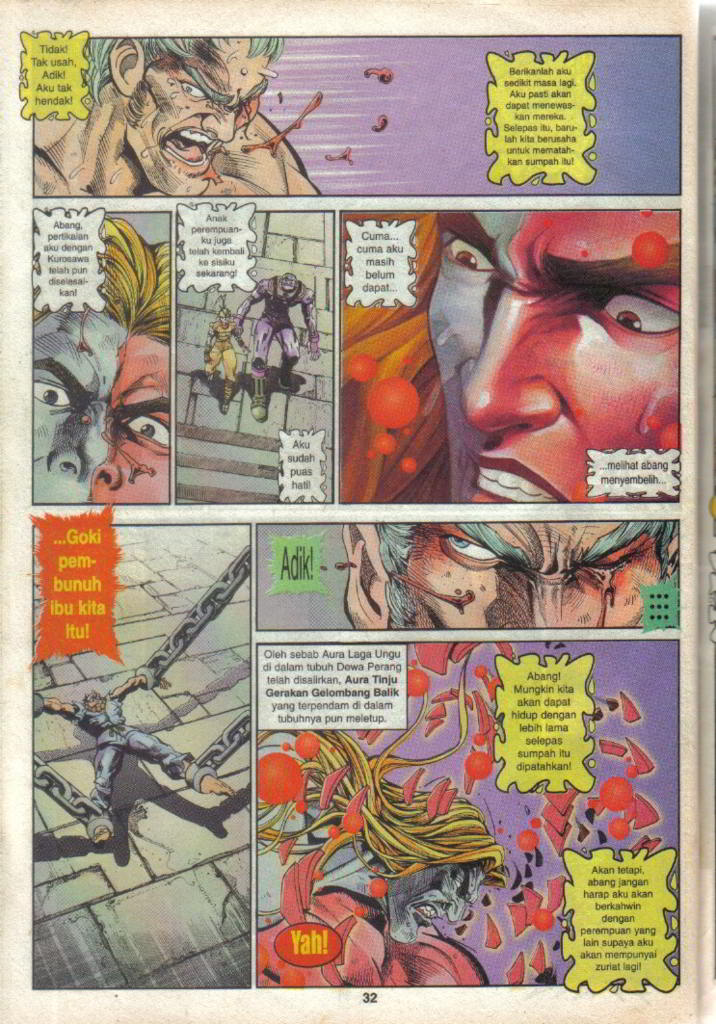 Tidak!
Tak usah,
Adik!
Aku tak
hendak!
Berikanlah aku
sedikit masa lagi.
Aku pasti akan
dapat menewas-
kan mereka.
Selepas itu, baru-
lah kita berusaha
untuk mematah-
kan sumpah itu!
Abang,
pertikaian
aku dengan
Kurosawa
telah pun
diselesai-
kan!
Anak
perempuan-
ku juga
telah kembali
ke sisiku
sekarang!
Aku
sudah
puas
hati!
Cuma...
cuma aku
masih
belum
dapat...
...melihat abang
menyembelih...
...Goki
pem-
bunuh
ibu kita
itu!
Adik!
Oleh sebab Aura Laga Ungu
di dalam tubuh Dewa Perang
telah disalirkan, Aura Tinju
Gerakan Gelombang Balik
yang terpendam di dalam
tubuhnya pun meletup.
Abang!
Mungkin kita
akan dapat
hidup dengan
lebih lama
selepas
sumpah itu
dipatahkan!
Akan tetapi,
abang jangan
harap aku akan
berkahwin
dengan
perempuan yang
lain supaya aku
akan mempunyai
zuriat lagi!
Yah!
32